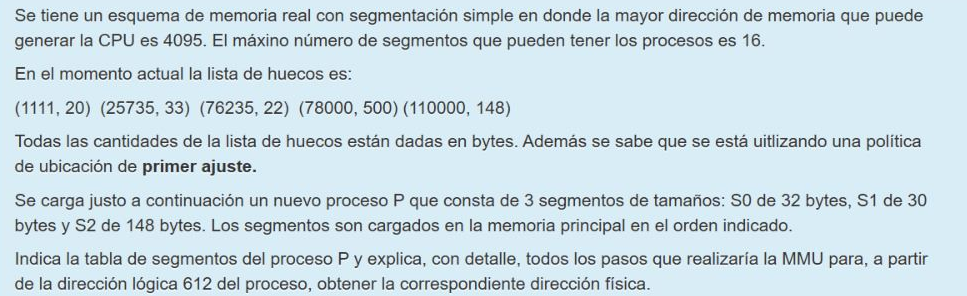 Se tiene un esquema de memoria real con segmentación simple en donde la mayor dirección de memoria que puede
generar la CPU es 4095. El máxino número de segmentos que pueden tener los procesos es 16.
En el momento actual la lista de huecos es:
(1111, 20) (25735, 33) (76235, 22) (78000, 500) (110000, 148)
Todas las cantidades de la lista de huecos están dadas en bytes. Además se sabe que se está uitlizando una política
de ubicación de primer ajuste.
Se carga justo a continuación un nuevo proceso P que consta de 3 segmentos de tamaños: S0 de 32 bytes, S1 de 30
bytes y S2 de 148 bytes. Los segmentos son cargados en la memoria principal en el orden indicado.
Indica la tabla de segmentos del proceso P y explica, con detalle, todos los pasos que realizaría la MMU para, a partir
de la dirección lógica 612 del proceso, obtener la correspondiente dirección física.